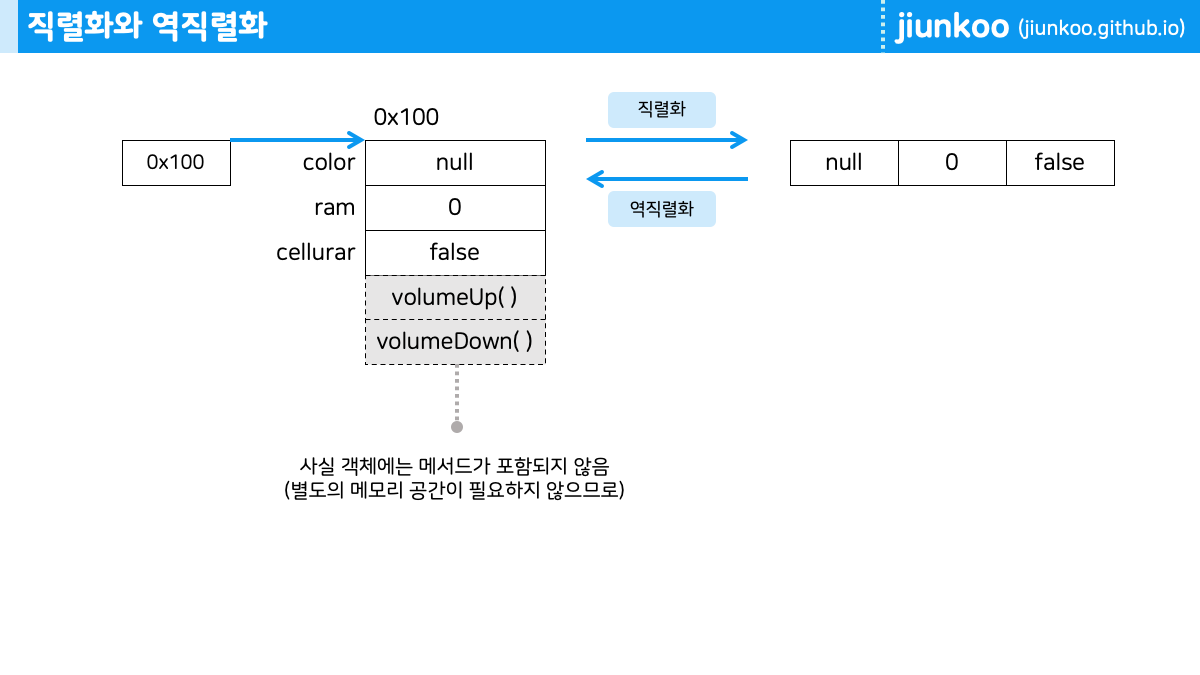 직렬화와 역직렬화
jiunkoo (jiunkoo.github.io)
0x100
직렬화
0x100
color null
ram 0
cellurar false
volumeUp( )
volumeDown( )
null 0 false
역직렬화
사실 객체에는 메서드가 포함되지 않음
(별도의 메모리 공간이 필요하지 않으므로)